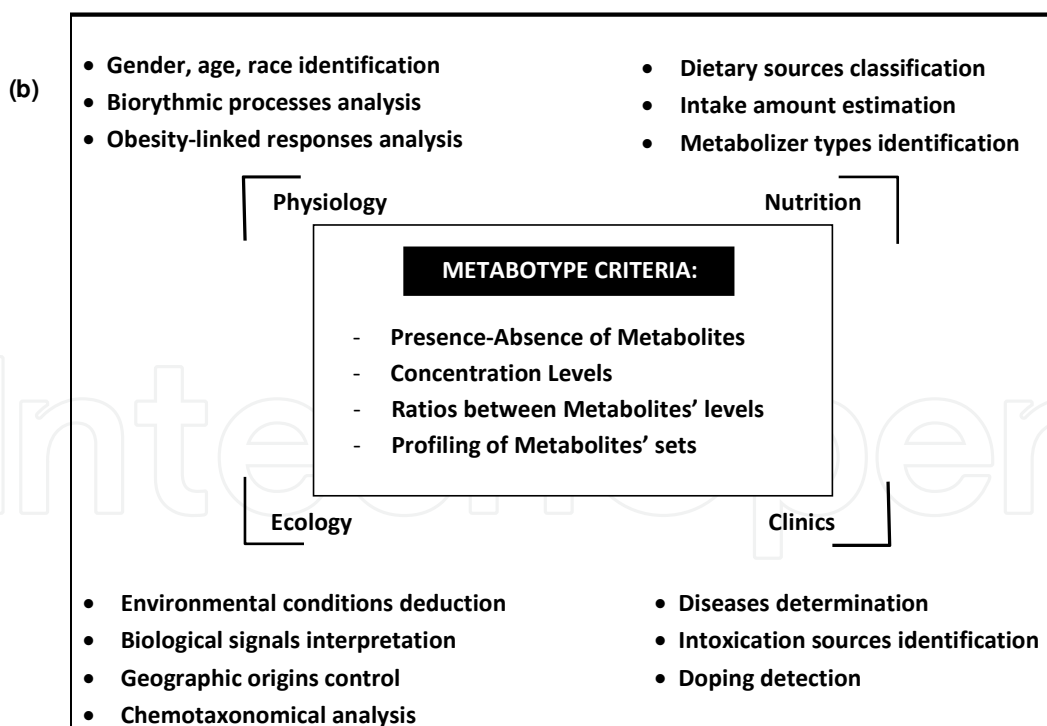 (b)
• Gender, age, race identification
• Biorythmic processes analysis
• Obesity-linked responses analysis
• Dietary sources classification
• Intake amount estimation
• Metabolizer types identification
Physiology
Nutrition
METABOTYPE CRITERIA:
- Presence-Absence of Metabolites
- Concentration Levels
- Ratios between Metabolites’ levels
- Profiling of Metabolites’ sets
Ecology
Clinics
• Environmental conditions deduction
• Biological signals interpretation
• Geographic origins control
• Chemotaxonomical analysis
• Diseases determination
• Intoxication sources identification
• Doping detection